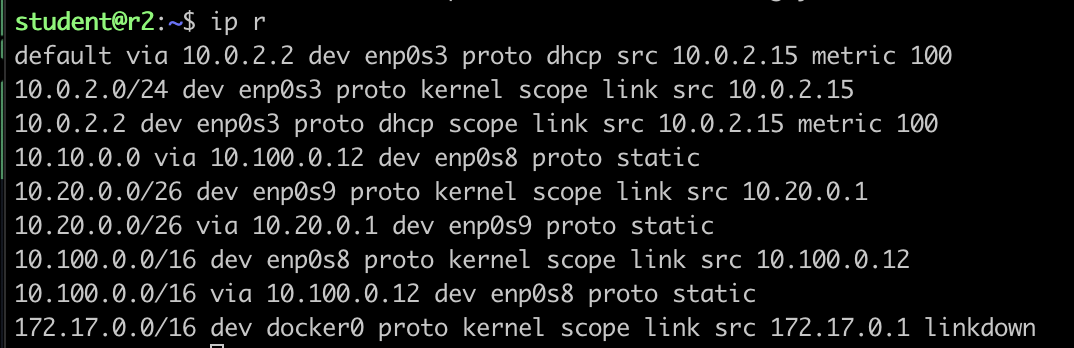 student@r2:~$ ip r
default via 10.0.2.2 dev enp0s3 proto dhcp src 10.0.2.15 metric 100
10.0.2.0/24 dev enp0s3 proto kernel scope link src 10.0.2.15
10.0.2.2 dev enp0s3 proto dhcp scope link src 10.0.2.15 metric 100
10.10.0.0 via 10.100.0.12 dev enp0s8 proto static
10.20.0.0/26 dev enp0s9 proto kernel scope link src 10.20.0.1
10.20.0.0/26 via 10.20.0.1 dev enp0s9 proto static
10.100.0.0/16 dev enp0s8 proto kernel scope link src 10.100.0.12
10.100.0.0/16 via 10.100.0.12 dev enp0s8 proto static
172.17.0.0/16 dev docker0 proto kernel scope link src 172.17.0.1 linkdown